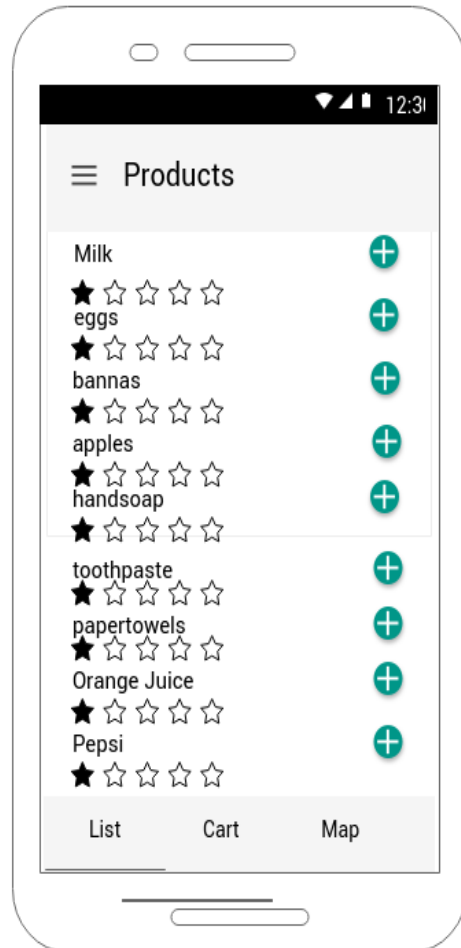 12:30
Products
Milk
eggs
bannas
apples
handsoap
toothpaste
papertowels
Orange Juice
Pepsi
List Cart Map